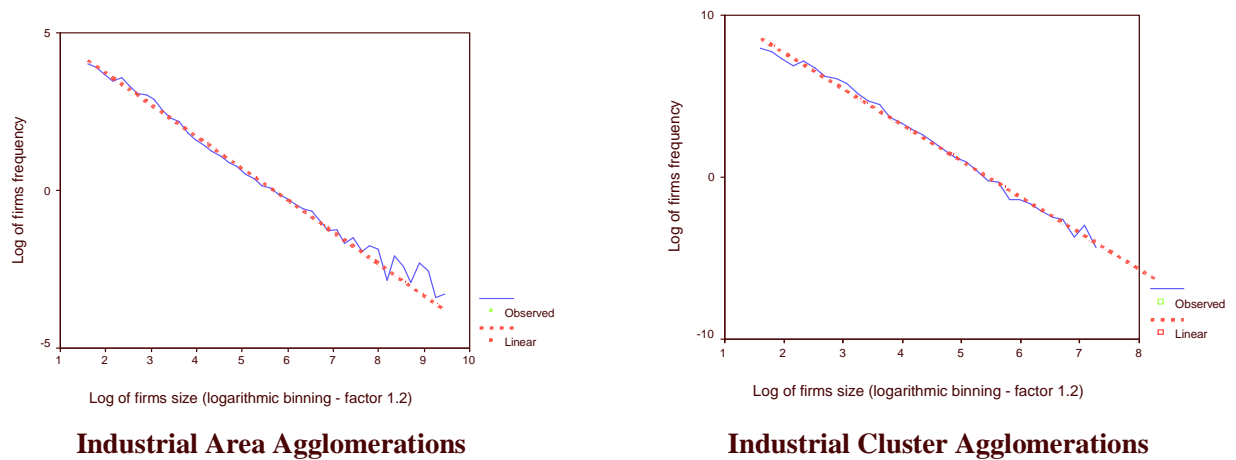 5
0
-5
Log of firms frequency
1 2 3 4 5 6 7 8 9 10
Log of firms size (logarithmic binning - factor 1.2)
Observed
Linear
Industrial Area Agglomerations
10
0
-10
Log of firms frequency
1 2 3 4 5 6 7 8
Log of firms size (logarithmic binning - factor 1.2)
Observed
Linear
Industrial Cluster Agglomerations